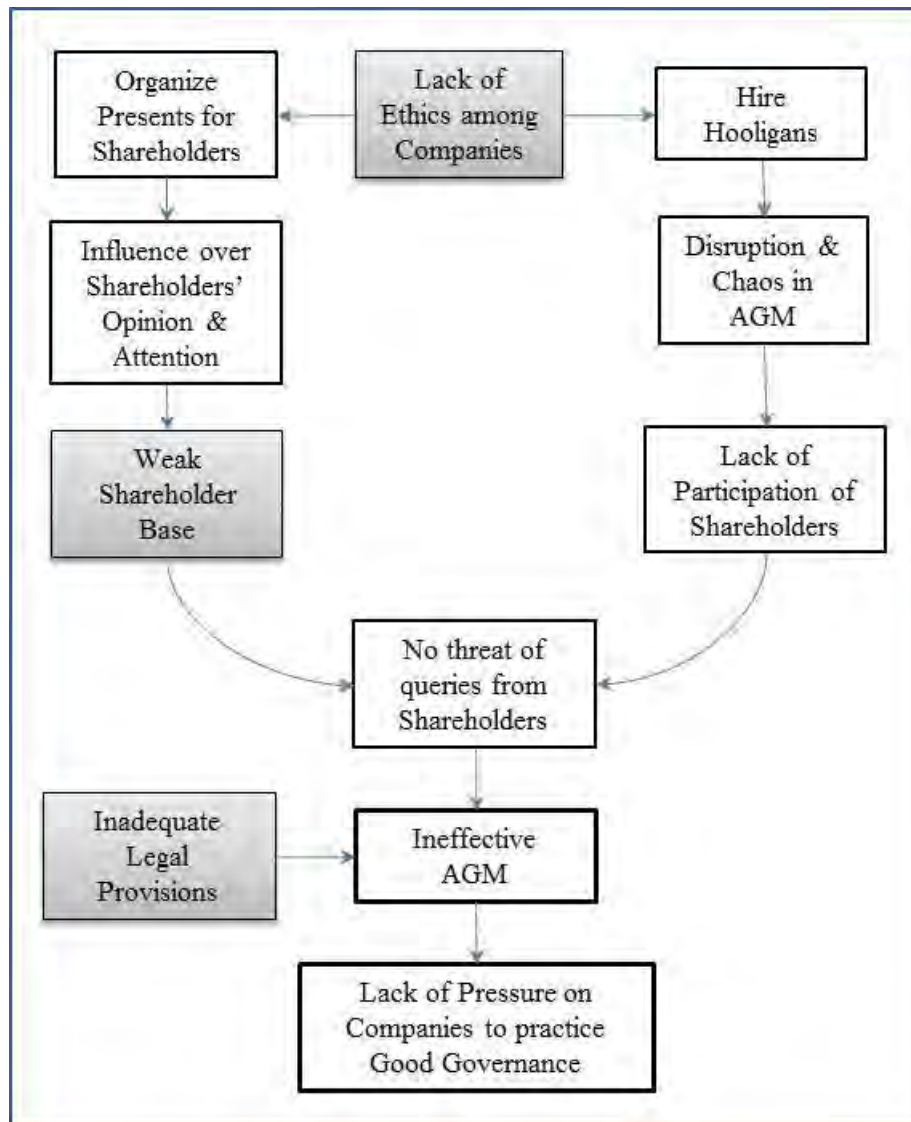 Organize
Presents for
Shareholders
Lack of
Ethics among
Companies
Hire
Hooligans
Influence over
Shareholders'
Opinion &
Attention
Disruption &
Chaos in
AGM
Weak
Shareholder
Base
Lack of
Participation of
Shareholders
No threat of
queries from
Shareholders
Inadequate
Legal
Provisions
Ineffective
AGM
Lack of Pressure on
Companies to practice
Good Governance